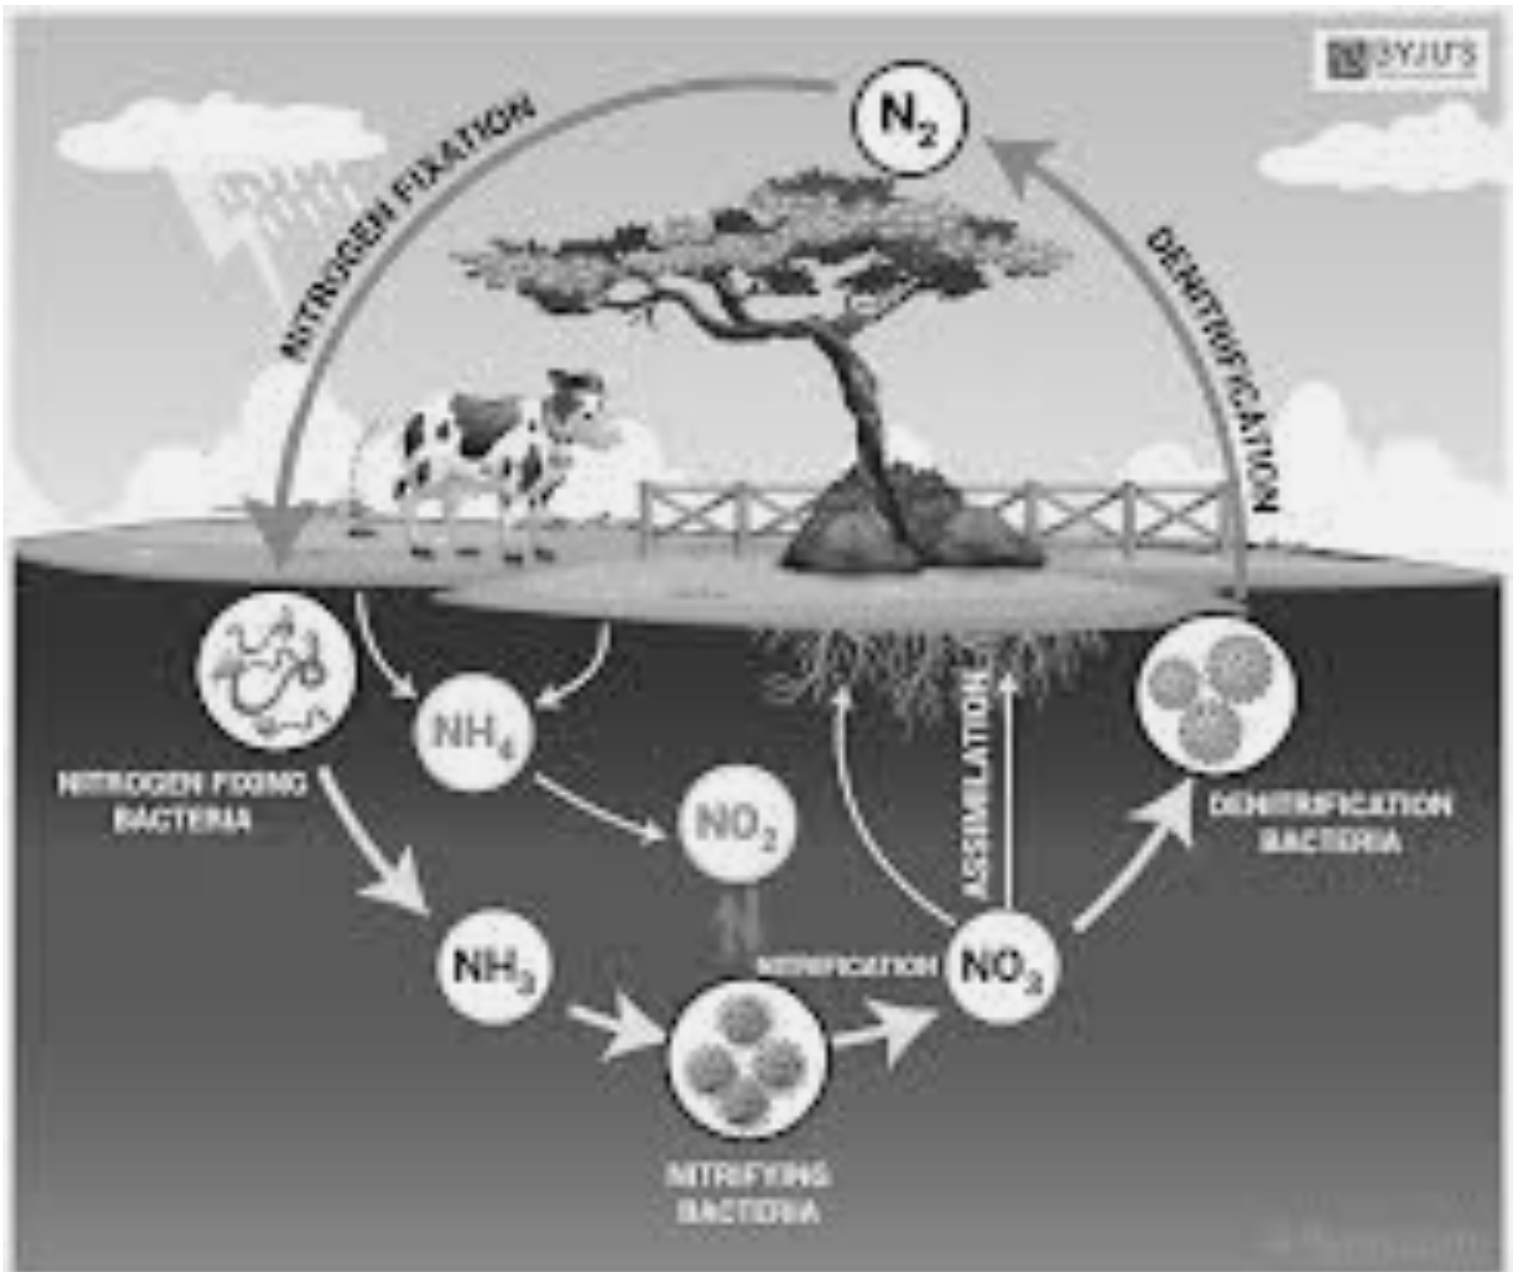 BYJU'S
N2
NITROGEN FIXATION
DENITRIFICATION
NITROGEN FIXING
BACTERIA
NH4
NO2
ASSIMILATION
DENITRIFICATION
BACTERIA
NH3
NITRIFICATION
NO3
NITRIFYING
BACTERIA